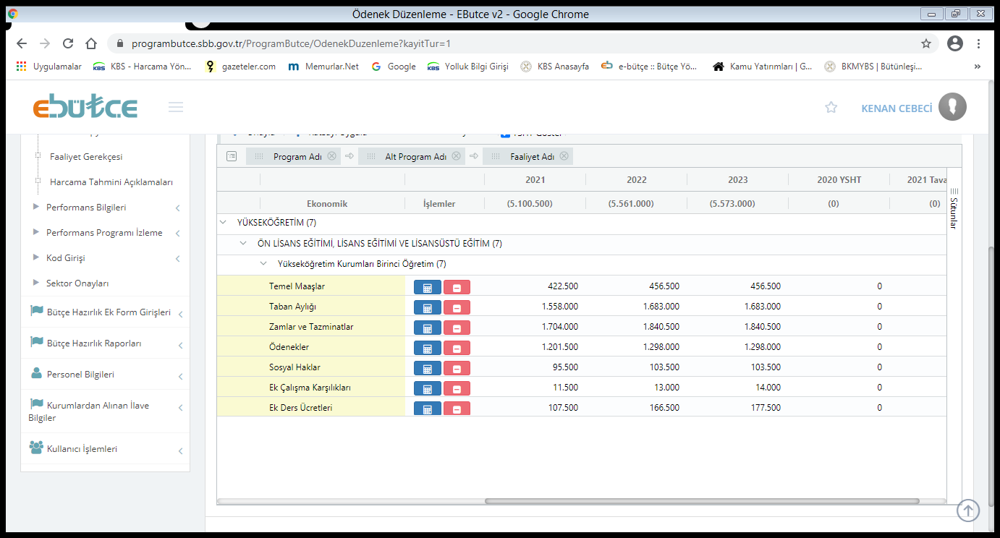 Ödenek Düzenleme - EButce v2 - Google Chrome
programbutce.sbb.gov.tr/ProgramButce/OdenekDuzenleme?kayitTur=1
Uygulamalar KBS - Harcama Yön... gazeteler.com Memurlar.Net Google Yolluk Bilgi Girişi KBS Anasayfa e-bütçe :: Bütçe Yö... Kamu Yatırımları | G... BKMYBS | Bütünleşi... »
eBÜTÇE
KENAN CEBECİ
Faaliyet Gerekçesi
Harcama Tahmini Açıklamaları
Performans Bilgileri
Performans Programı İzleme
Kod Girişi
Sektor Onayları
Bütçe Hazırlık Ek Form Girişleri
Bütçe Hazırlık Raporları
Personel Bilgileri
Kurumlardan Alınan İlave
Bilgiler
Kullanıcı İşlemleri
Program Adı Alt Program Adı Faaliyet Adı
2021 2022 2023 2020 YSHT 2021 Tava
Ekonomik İşlemler (5.100.500) (5.561.000) (5.573.000) (0) (0)
YÜKSEKÖĞRETİM (7)
ÖN LİSANS EĞİTİMİ, LİSANS EĞİTİMİ VE LİSANSÜSTÜ EĞİTİM (7)
Yükseköğretim Kurumları Birinci Öğretim (7)
Temel Maaşlar 422.500 456.500 456.500 0
Taban Aylığı 1.558.000 1.683.000 1.683.000 0
Zamlar ve Tazminatlar 1.704.000 1.840.500 1.840.500 0
Ödenekler 1.201.500 1.298.000 1.298.000 0
Sosyal Haklar 95.500 103.500 103.500 0
Ek Çalışma Karşılıkları 11.500 13.000 14.000 0
Ek Ders Ücretleri 107.500 166.500 177.500 0
Sütunlar